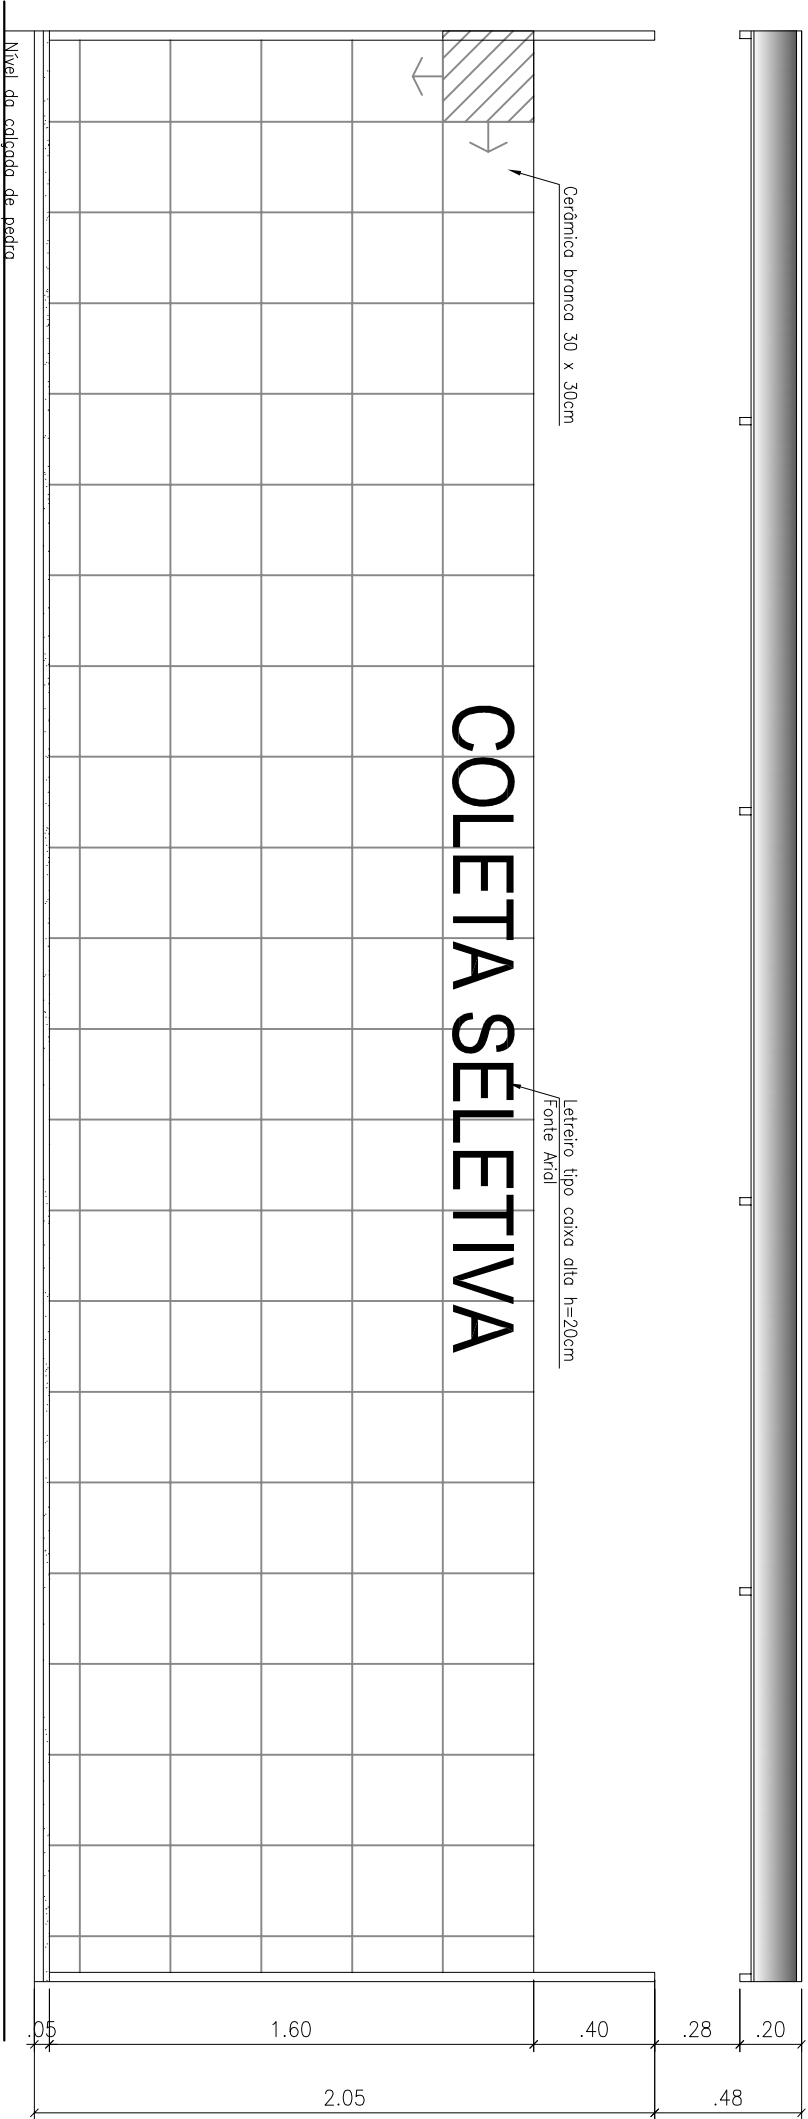 Cerâmica branca 30 x 30cm
COLETA SELETIVA
Letreiro tipo caixa alta h=20cm
Fonte Arial
Nível da calçada de pedra
.05
1.60
.40
.28
.20
2.05
.48